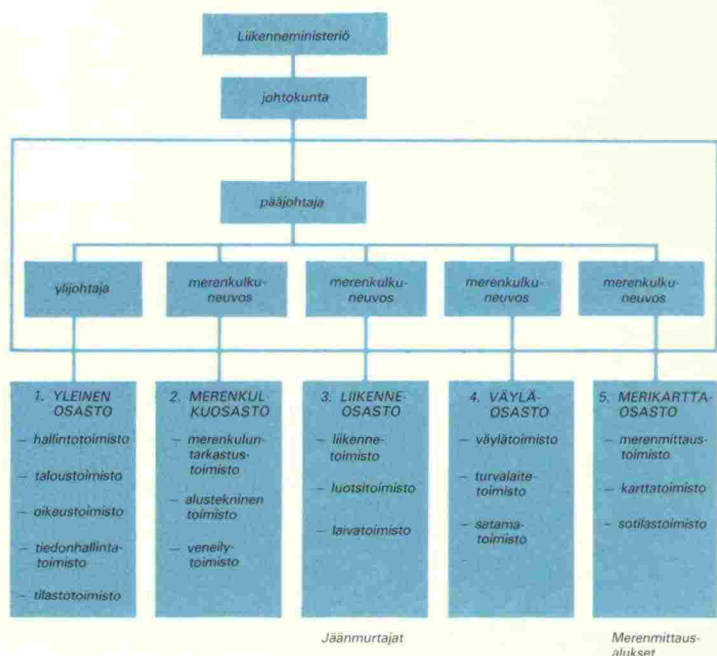 Liikenneministeriö
johtokunta
pääjohtaja
ylijohtaja
merenkulku-
neuvos
merenkulku-
neuvos
merenkulku-
neuvos
merenkulku-
neuvos
1. YLEINEN
OSASTO
– hallintotoimisto
– taloustoimisto
– oikeustoimisto
– tiedonhallinta-
toimisto
– tilastotoimisto
2. MERENKUL-
KUOSASTO
– merenkulun-
tarkastus-
toimisto
– alustekninen
toimisto
– veneily-
toimisto
3. LIIKENNE-
OSASTO
– liikenne-
toimisto
– luotsitoimisto
– laivatoimisto
Jäänmurtajat
4. VÄYLÄ-
OSASTO
– väylätoimisto
– turvalaite-
toimisto
– satama-
toimisto
5. MERIKARTTA-
OSASTO
– merenmittaus-
toimisto
– karttatoimisto
– sotilastoimisto
Merenmittaus-
alukset